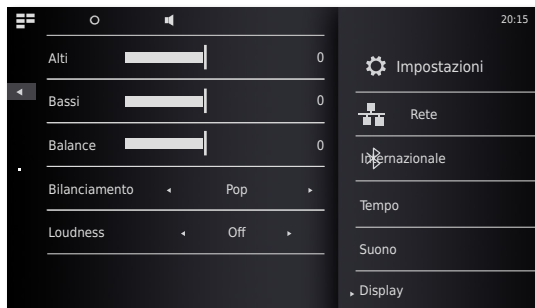 20:15
Alti 0
Bassi 0
Balance 0
Bilanciamento Pop
Loudness Off
Impostazioni
Rete
Internazionale
Tempo
Suono
Display